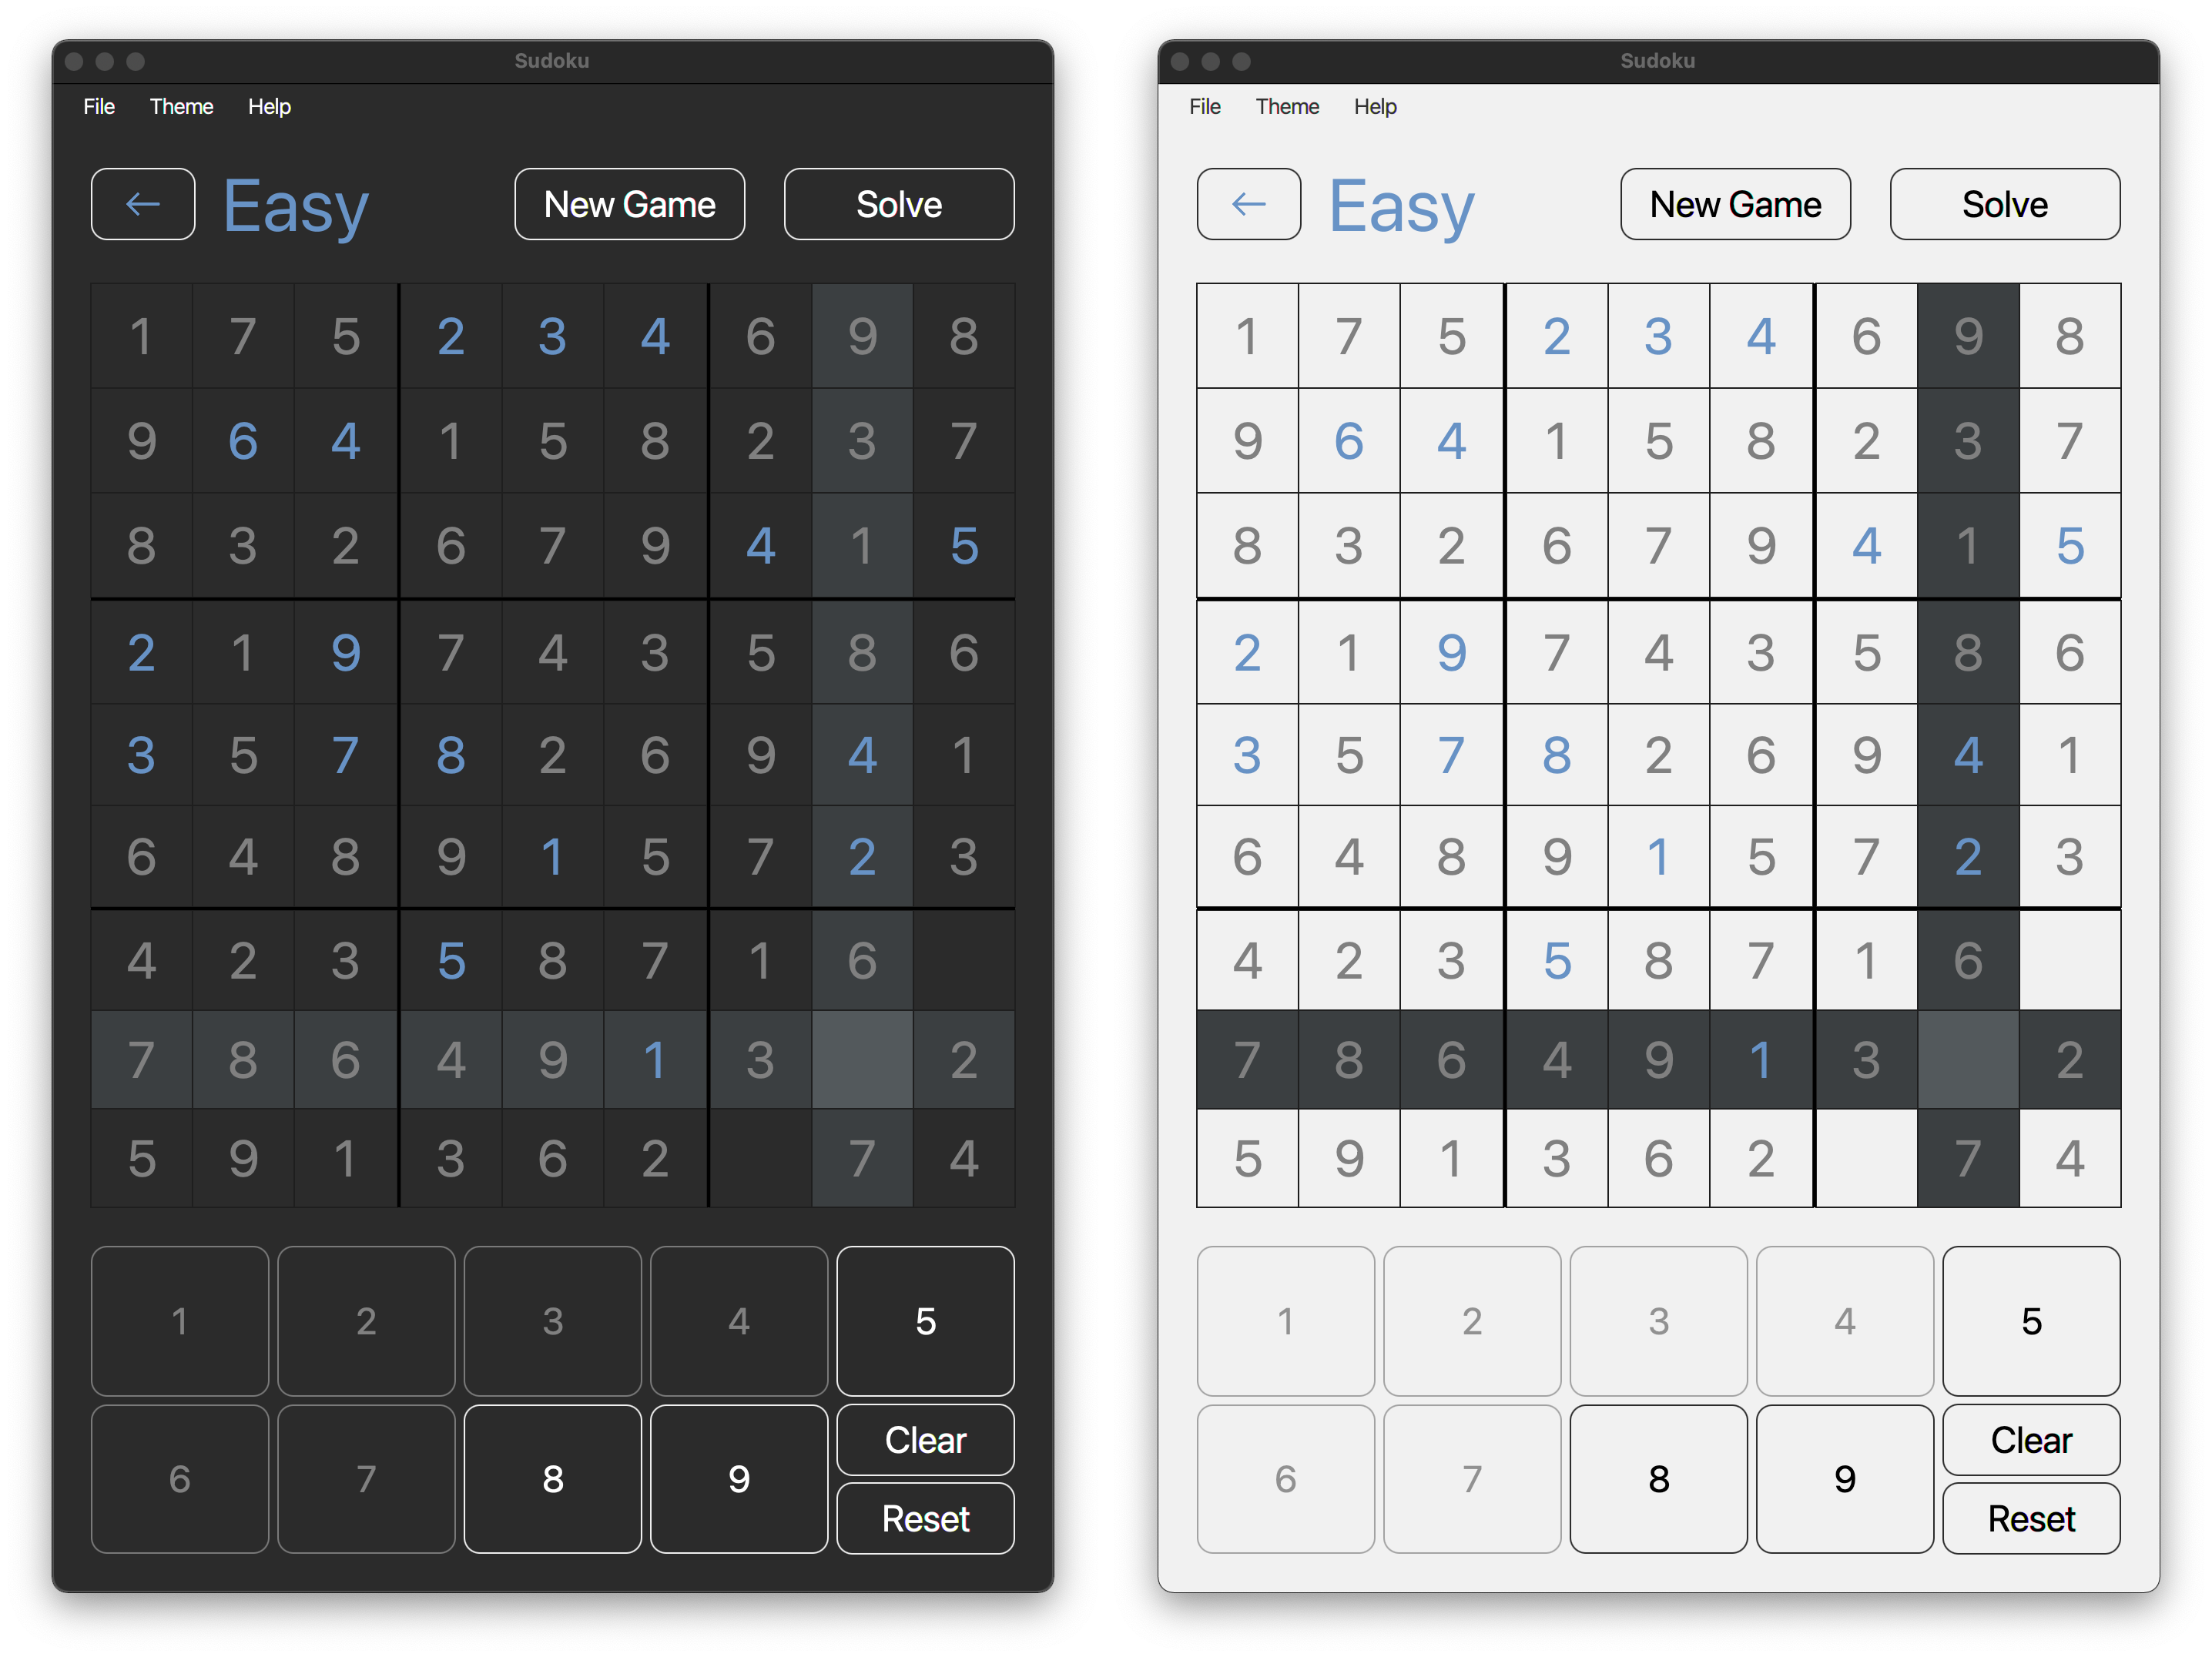 Sudoku
File Theme Help
← Easy New Game Solve
1 7 5 2 3 4 6 9 8
9 6 4 1 5 8 2 3 7
8 3 2 6 7 9 4 1 5
2 1 9 7 4 3 5 8 6
3 5 7 8 2 6 9 4 1
6 4 8 9 1 5 7 2 3
4 2 3 5 8 7 1 6
7 8 6 4 9 1 3 2
5 9 1 3 6 2 7 4
1 2 3 4 5
6 7 8 9 Clear
Reset
Sudoku
File Theme Help
← Easy New Game Solve
1 7 5 2 3 4 6 9 8
9 6 4 1 5 8 2 3 7
8 3 2 6 7 9 4 1 5
2 1 9 7 4 3 5 8 6
3 5 7 8 2 6 9 4 1
6 4 8 9 1 5 7 2 3
4 2 3 5 8 7 1 6
7 8 6 4 9 1 3 2
5 9 1 3 6 2 7 4
1 2 3 4 5
6 7 8 9 Clear
Reset